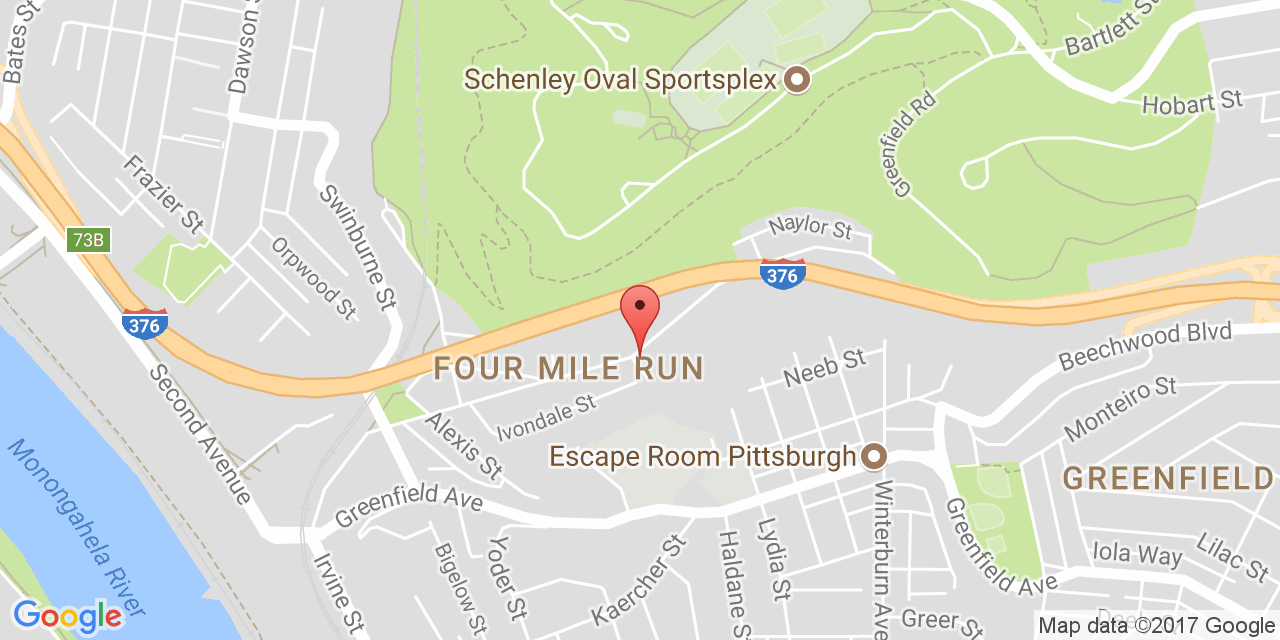 Bates St
Dawson S
Bartlett St
Schenley Oval Sportsplex
Hobart St
Greenfield Rd
Frazier St
Swinburne St
Naylor St
73B
Orpwood St
376
376
Beechwood Blvd
FOUR MILE RUN
Neeb St
Second Avenue
Monteiro St
Ivondale St
Alexis St
Escape Room Pittsburgh
GREENFIELD
Monongahela River
Greenfield Ave
Winterburn Ave
Greenfield Ave
Lilac St
Iola Way
Lydia St
Haldane S
Yoder St
Kaercher St
Bigelow St
Irvine St
Greer St
Google
Map data ©2017 Google